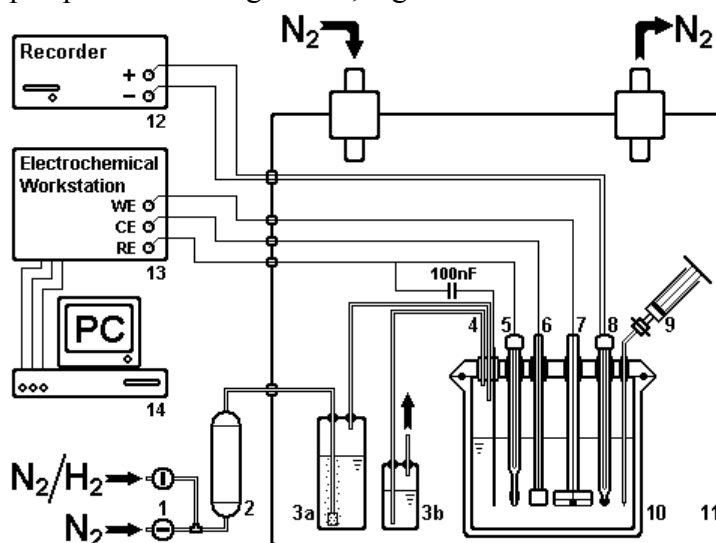 N₂
N₂
Recorder
+
−
12
Electrochemical
Workstation
WE
CE
RE
13
100nF
4
5
6
7
8
9
PC
14
N₂/H₂
N₂
1
2
3a
3b
10
11